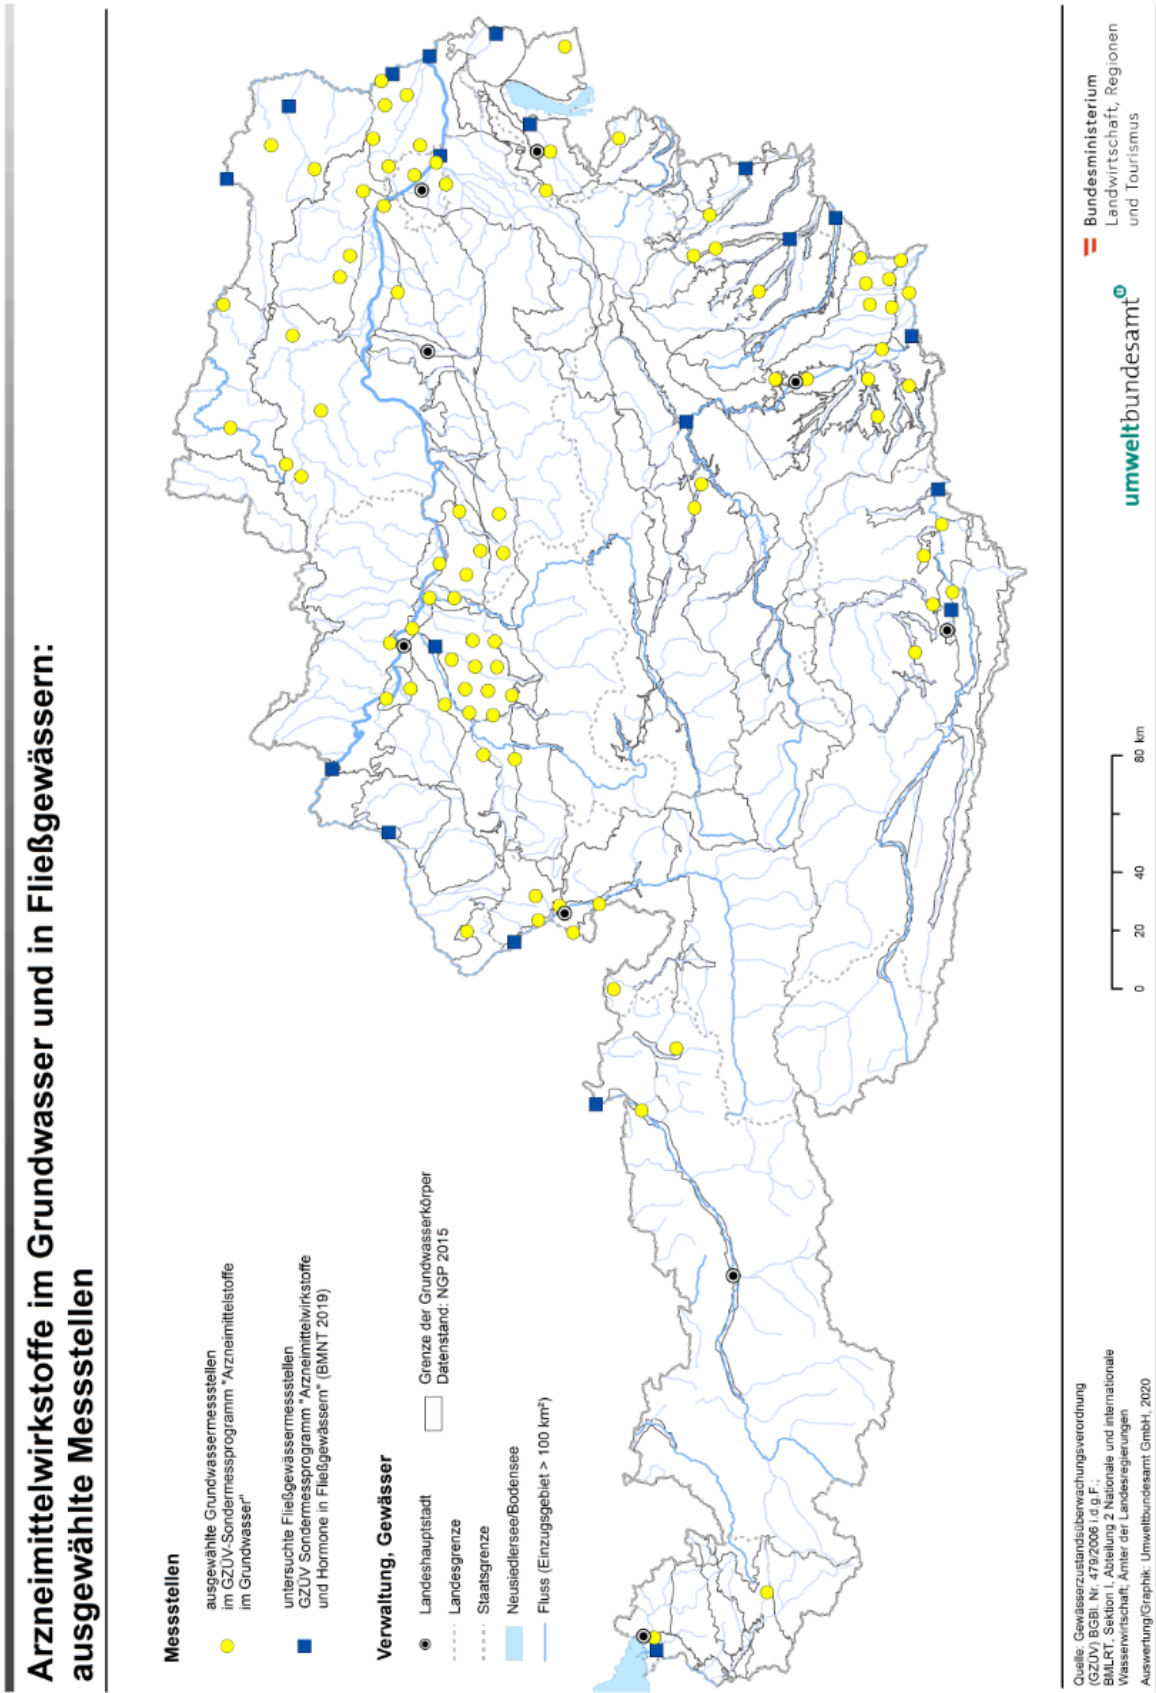 Arzneimittelwirkstoffe im Grundwasser und in Fließgewässern:
ausgewählte Messstellen
Messstellen
ausgewählte Grundwassermessstellen
im GZÜV-Sondermessprogramm "Arzneimittelstoffe
im Grundwasser"
untersuchte Fließgewässermessstellen
GZÜV Sondermessprogramm "Arzneimittelwirkstoffe
und Hormone in Fließgewässern" (BMNT 2019)
Verwaltung, Gewässer
Landeshauptstadt
Landesgrenze
Staatsgrenze
Neusiedlersee/Bodensee
Fluss (Einzugsgebiet > 100 km²)
Grenze der Grundwasserkörper
Datenstand: NGP 2015
0 20 40 80 km
Quelle: Gewässerzustandsüberwachungsverordnung
(GZÜV) BGBl. Nr. 479/2006 i.d.g.F.;
BMLRT, Sektion I, Abteilung 2 Nationale und internationale
Wasserwirtschaft; Ämter der Landesregierungen
Auswertung/Graphik: Umweltbundesamt GmbH, 2020
umweltbundesamt
u
Bundesministerium
Landwirtschaft, Regionen
und Tourismus